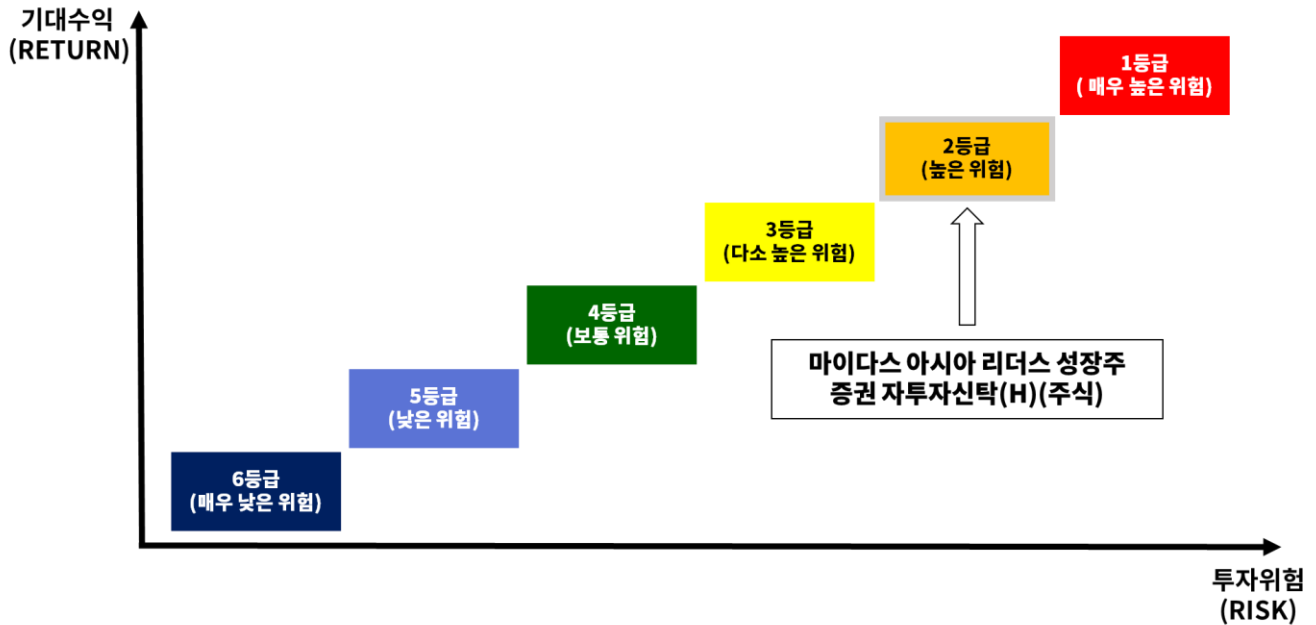 기대수익
(RETURN)
1등급
( 매우 높은 위험)
2등급
(높은 위험)
3등급
(다소 높은 위험)
4등급
(보통 위험)
마이다스 아시아 리더스 성장주
증권 자투자신탁(H)(주식)
5등급
(낮은 위험)
6등급
(매우 낮은 위험)
투자위험
(RISK)